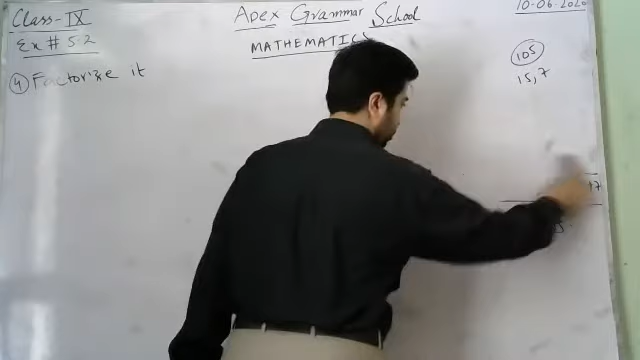 Class-IX
Apex Grammar School
10-06-2020
Ex # 5.2
MATHEMATICS
105
15,7
④ Factorize it